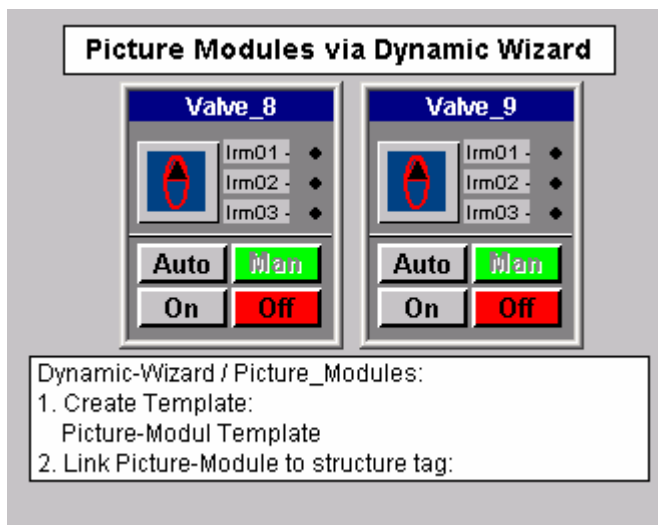 Picture Modules via Dynamic Wizard
Valve_8
Irm01 -
Irm02 -
Irm03 -
Auto Man
On Off
Valve_9
Irm01 -
Irm02 -
Irm03 -
Auto Man
On Off
Dynamic-Wizard / Picture_Modules:
1. Create Template:
Picture-Modul Template
2. Link Picture-Module to structure tag: